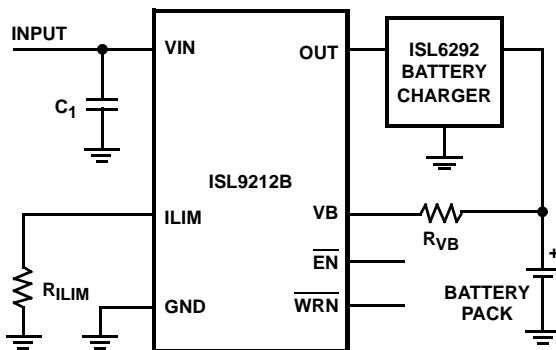 INPUT
VIN
OUT
ISL6292
BATTERY
CHARGER
C1
ISL9212B
ILIM
VB
RVB
EN
RILIM
GND
WRN
+
BATTERY
PACK